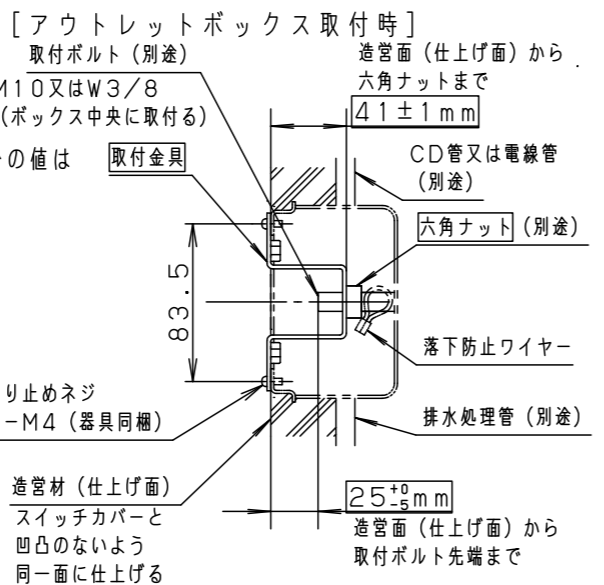 [アウトレットボックス取付時]
取付ボルト（別途）
M10又はW3/8
（ボックス中央に取付る）
の値は
取付金具
造営面（仕上げ面）から
六角ナットまで
41±1mm
CD管又は電線管
（別途）
六角ナット（別途）
83.5
落下防止ワイヤー
り止めネジ
ーM4（器具同梱）
排水処理管（別途）
造営材（仕上げ面）
スイッチカバーと
凹凸のないよう
同一面に仕上げる
25+0-5mm
造営面（仕上げ面）から
取付ボルト先端まで